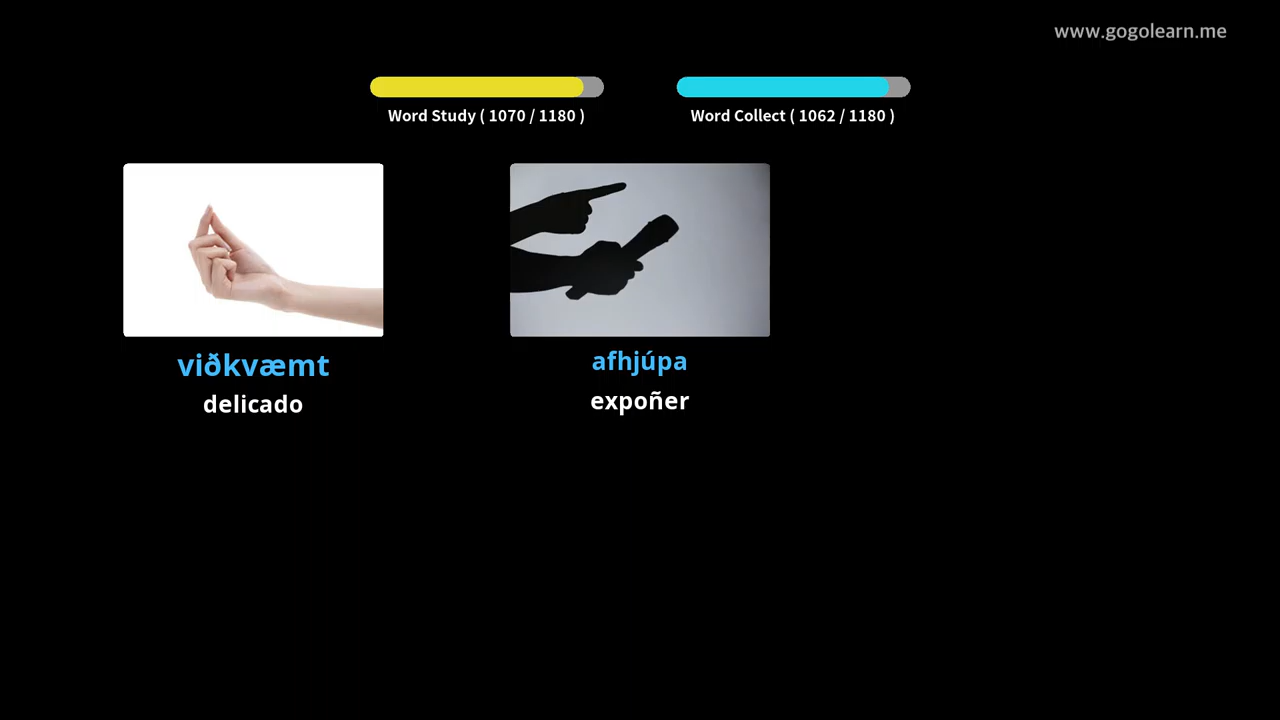 www.gogolearn.me
Word Study ( 1070 / 1180 )
Word Collect ( 1062 / 1180 )
viðkvæmt
delicado
afhjúpa
expoñer